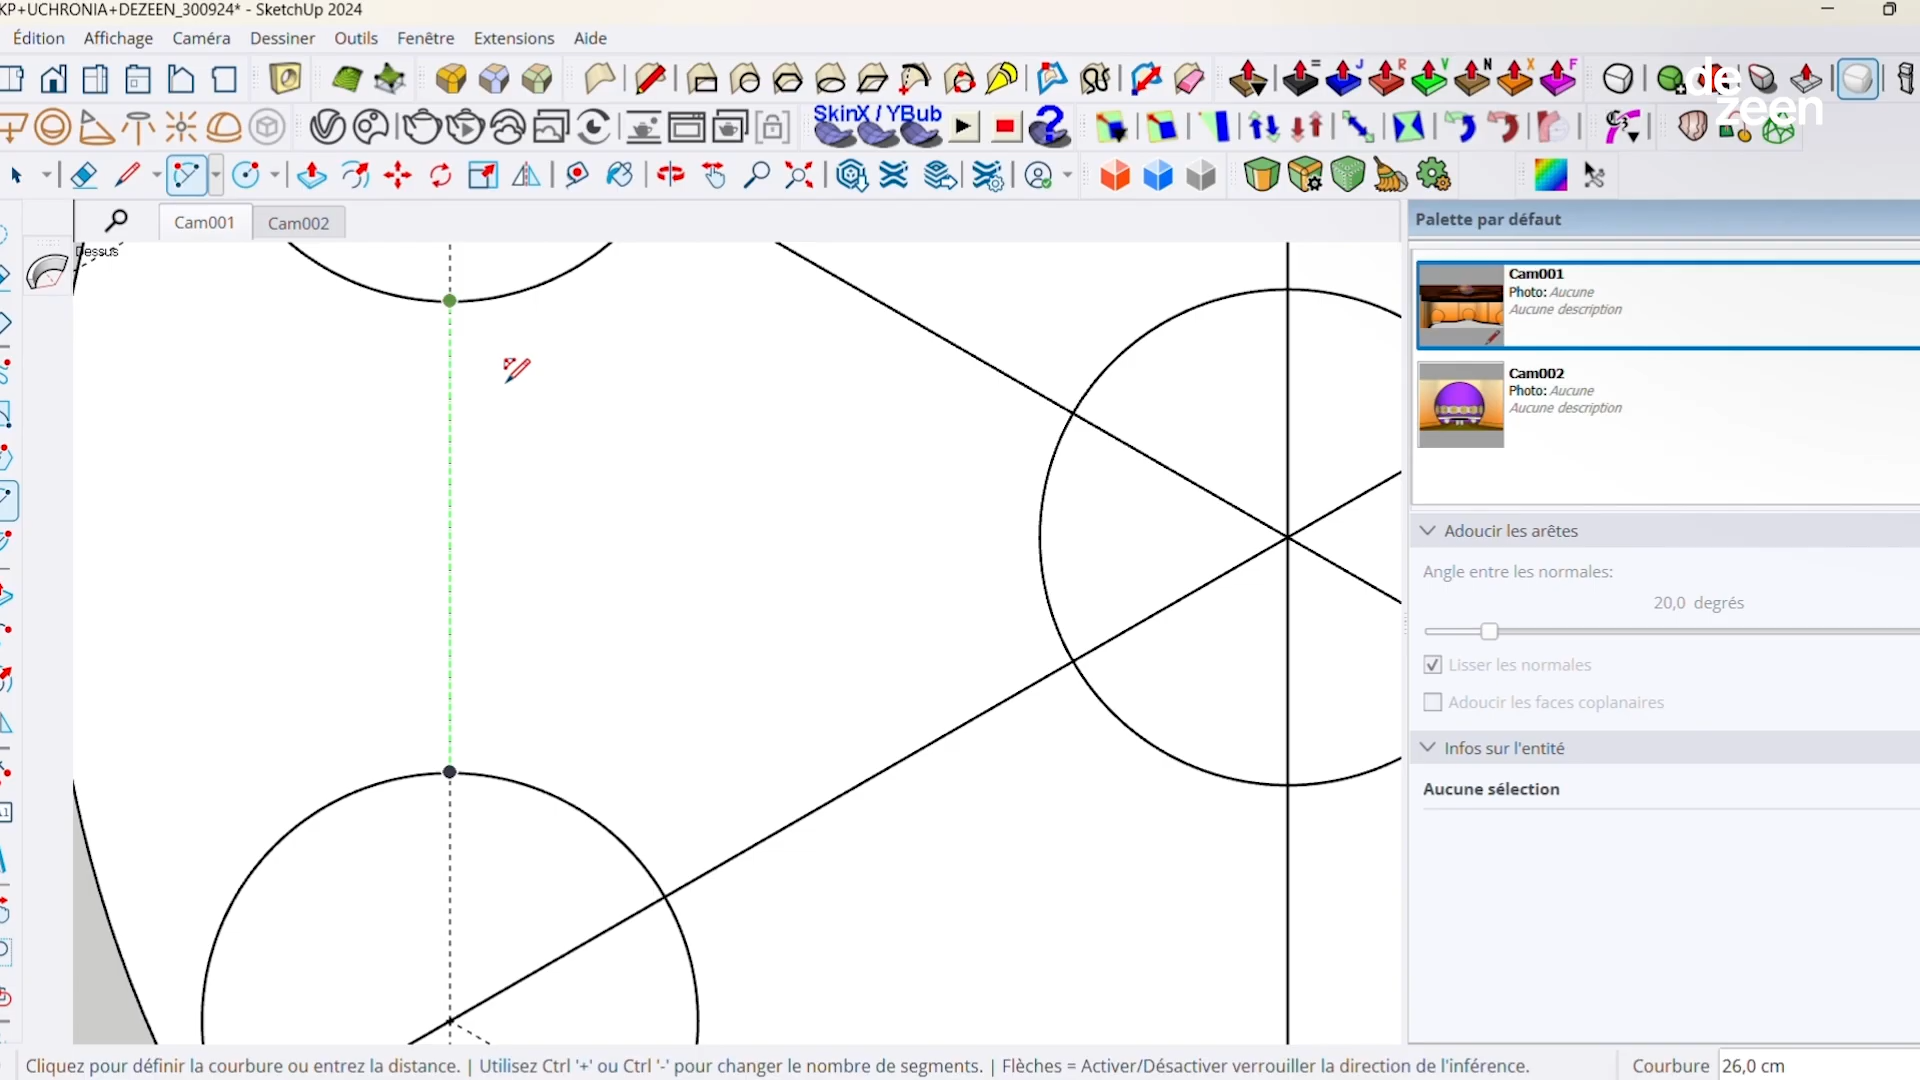 KP+UCHRONIA+DEZEEN_300924* - SketchUp 2024
Édition Affichage Caméra Dessiner Outils Fenêtre Extensions Aide
= J R V N X F
de
zeen
SkinX / YBub
?
Cam001 Cam002
Dessus
Palette par défaut
Cam001
Photo: Aucune
Aucune description
Cam002
Photo: Aucune
Aucune description
Adoucir les arêtes
Angle entre les normales:
20,0 degrés
Lisser les normales
Adoucir les faces coplanaires
Infos sur l'entité
Aucune sélection
Cliquez pour définir la courbure ou entrez la distance. | Utilisez Ctrl '+' ou Ctrl '-' pour changer le nombre de segments. | Flèches = Activer/Désactiver verrouiller la direction de l'inférence. Courbure 26,0 cm